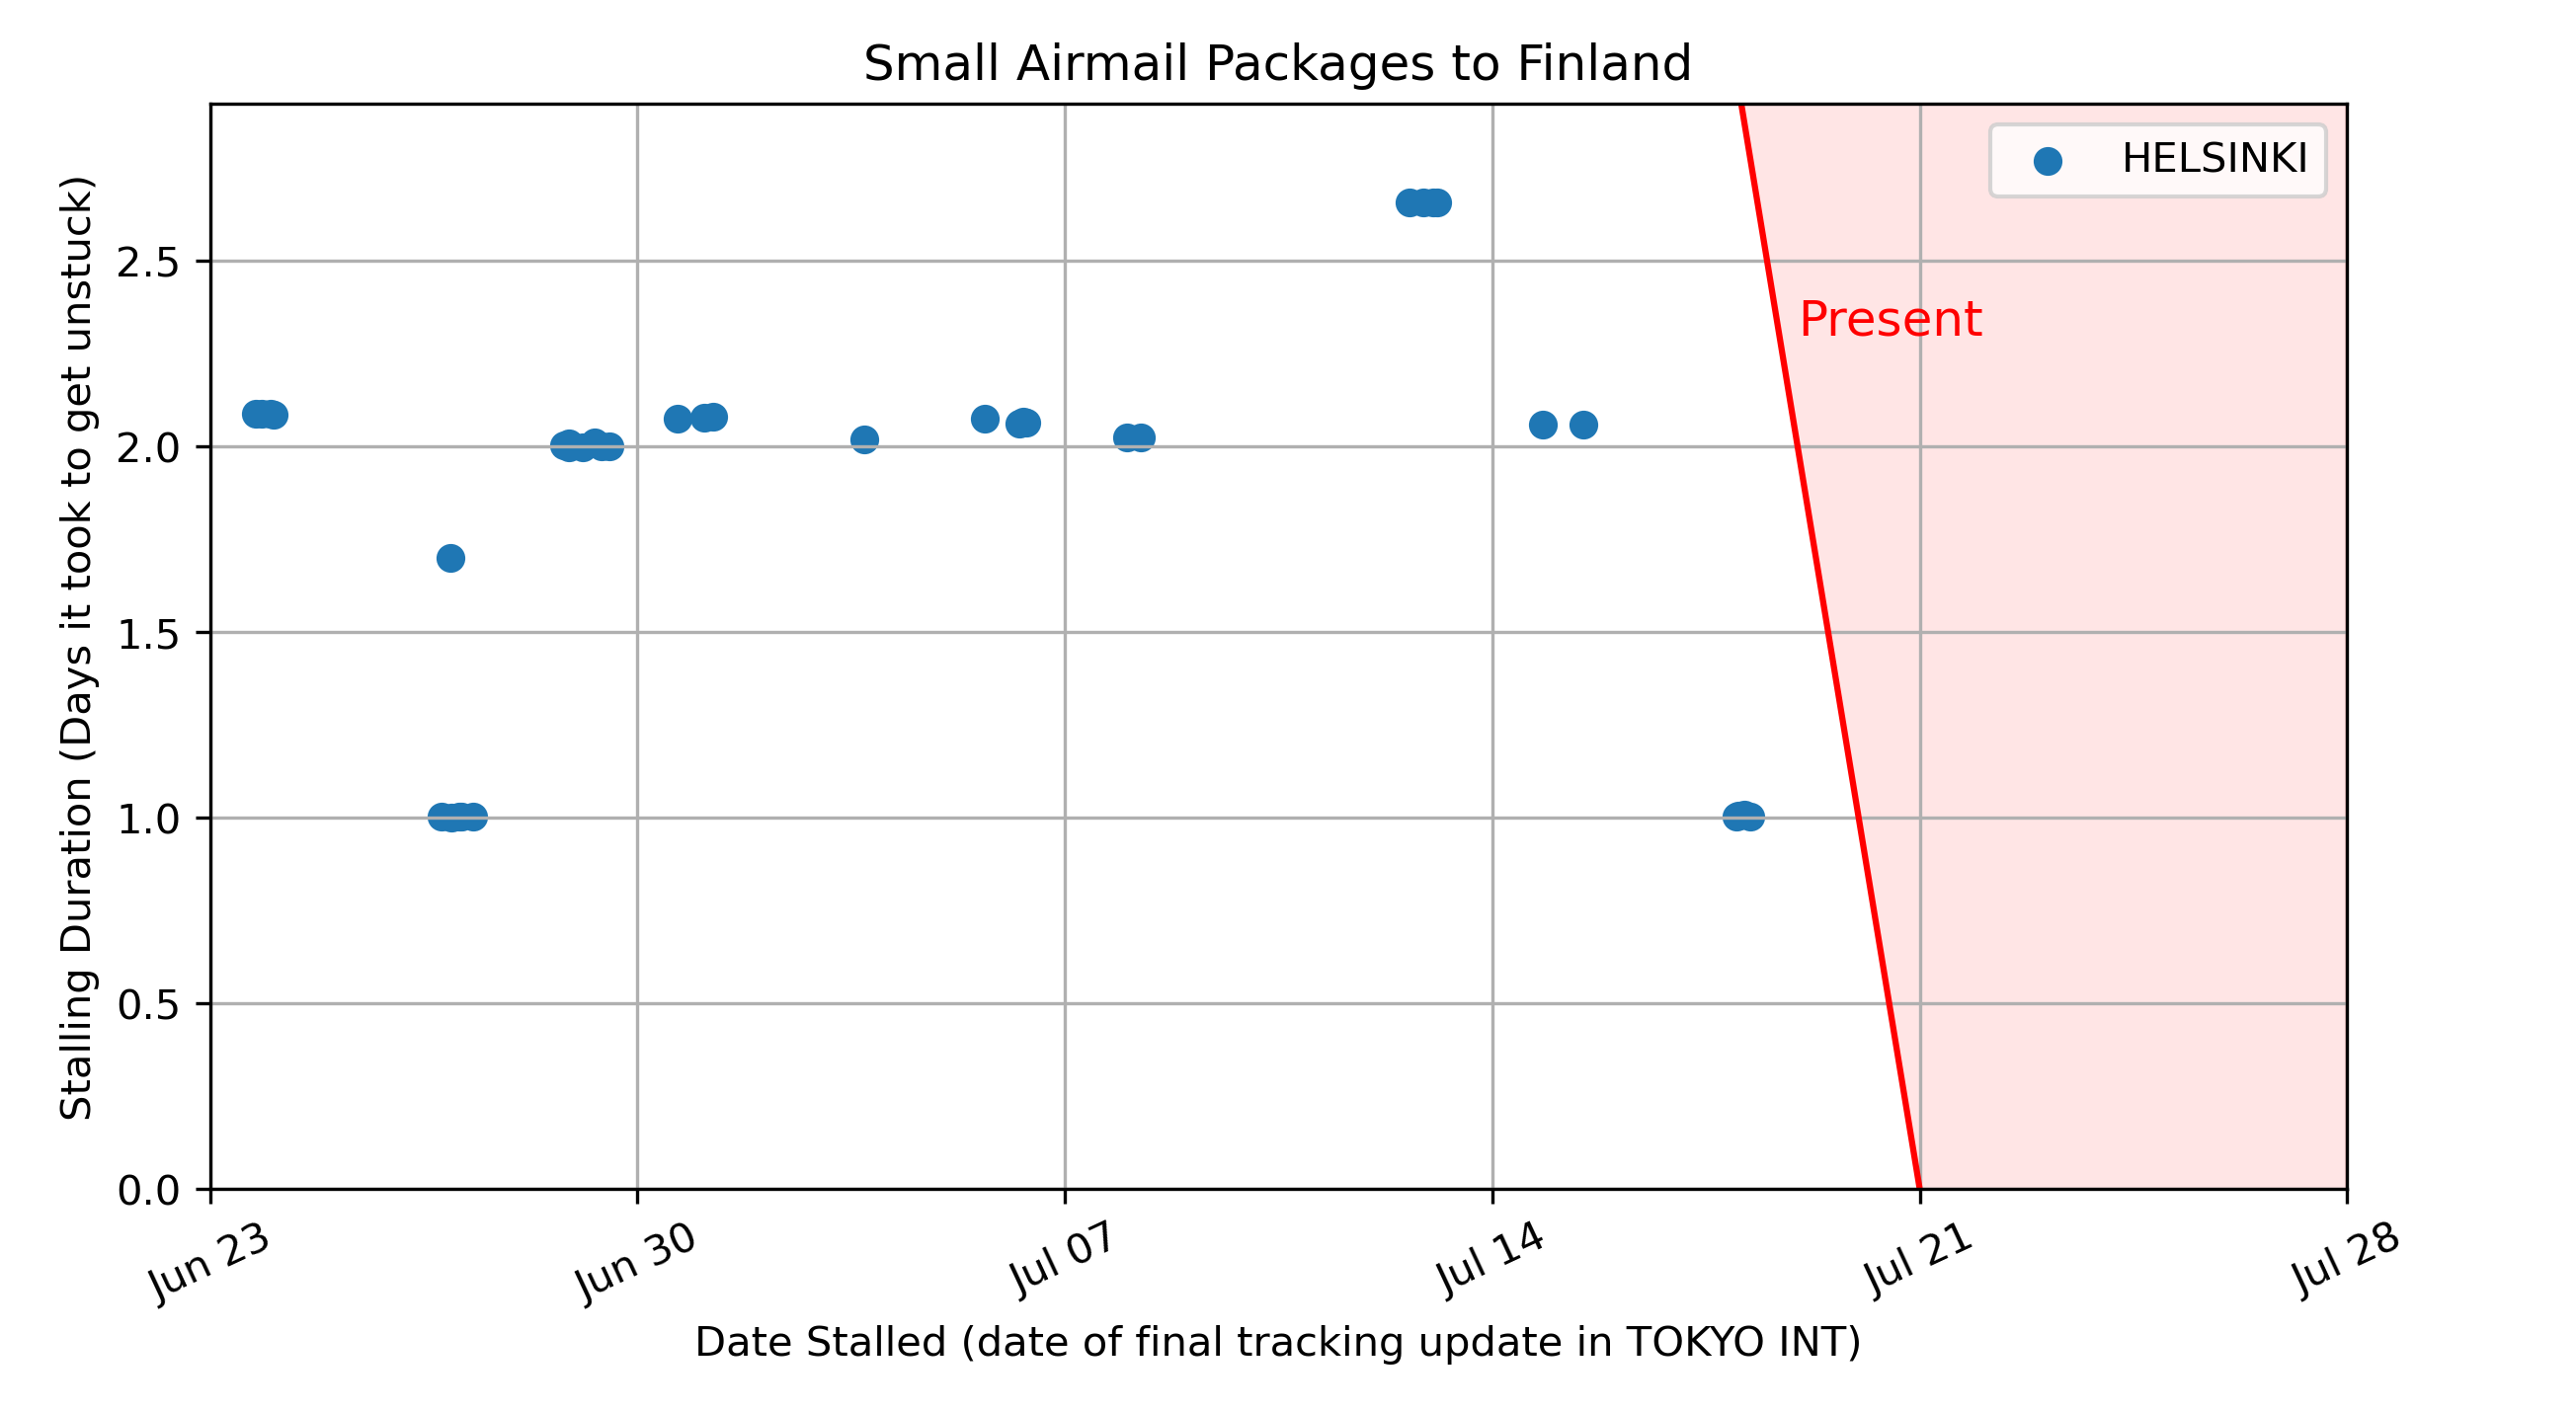 Small Airmail Packages to Finland
HELSINKI
Present
Stalling Duration (Days it took to get unstuck)
2.5
2.0
1.5
1.0
0.5
0.0
Jun 23
Jun 30
Jul 07
Jul 14
Jul 21
Jul 28
Date Stalled (date of final tracking update in TOKYO INT)